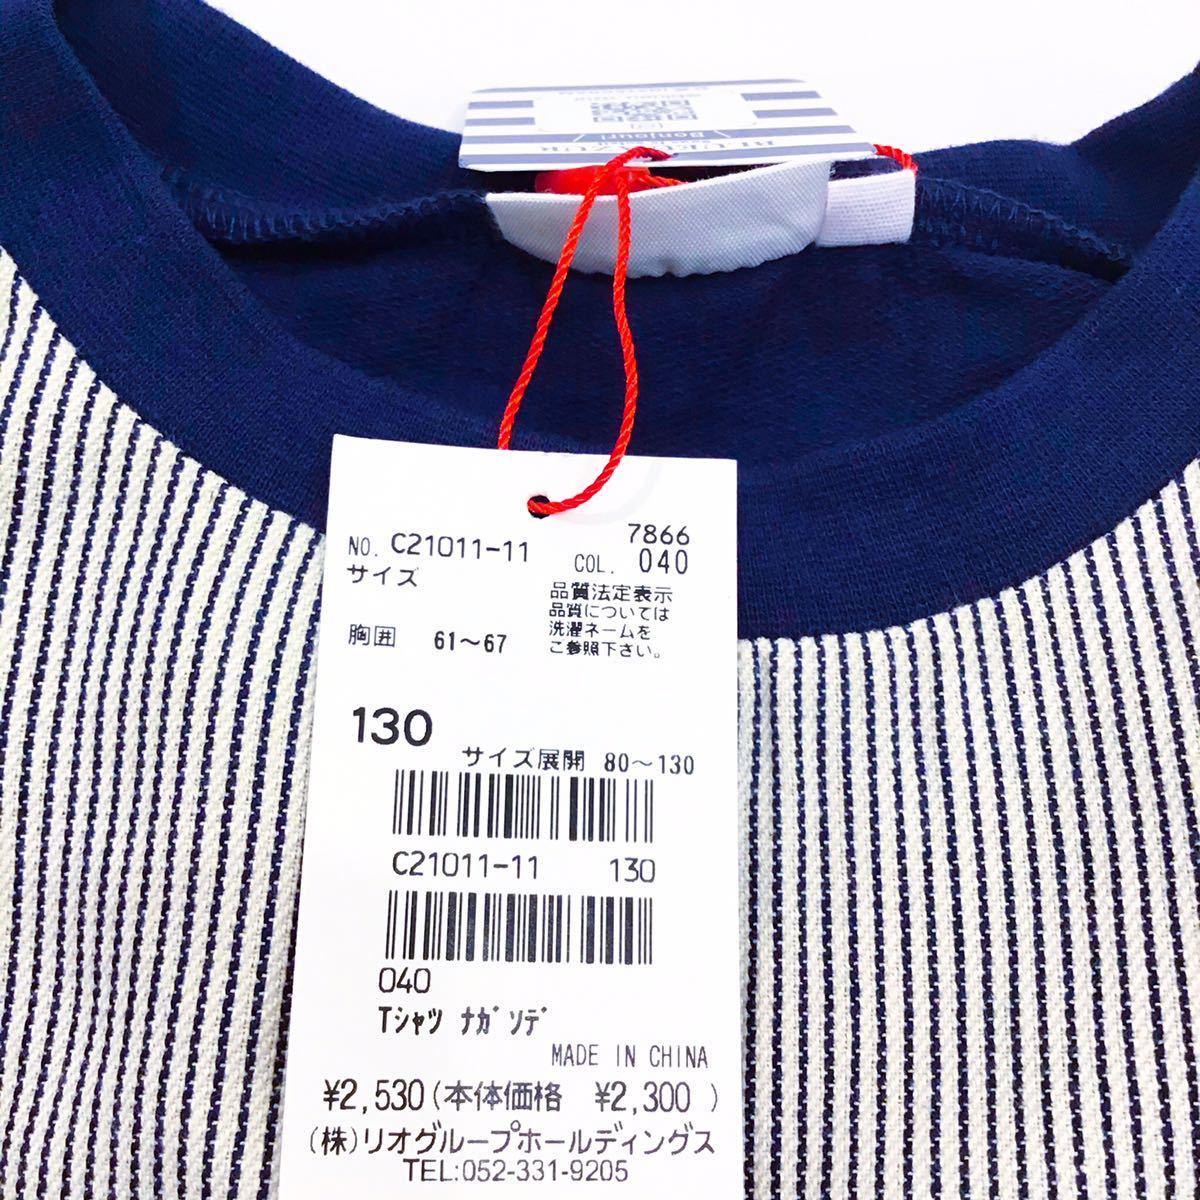 BLUEU AZUR
Bonjour!
7866
NO. C21011-11
COL. 040
サイズ
品質法定表示
品質については
洗濯ネームを
ご参照下さい。
胸囲 61～67
130
サイズ展開 80～130
C21011-11 130
040
Tシャツ ナガソデ
MADE IN CHINA
¥2,530(本体価格 ¥2,300 )
(株)リオグループホールディングス
TEL:052-331-9205